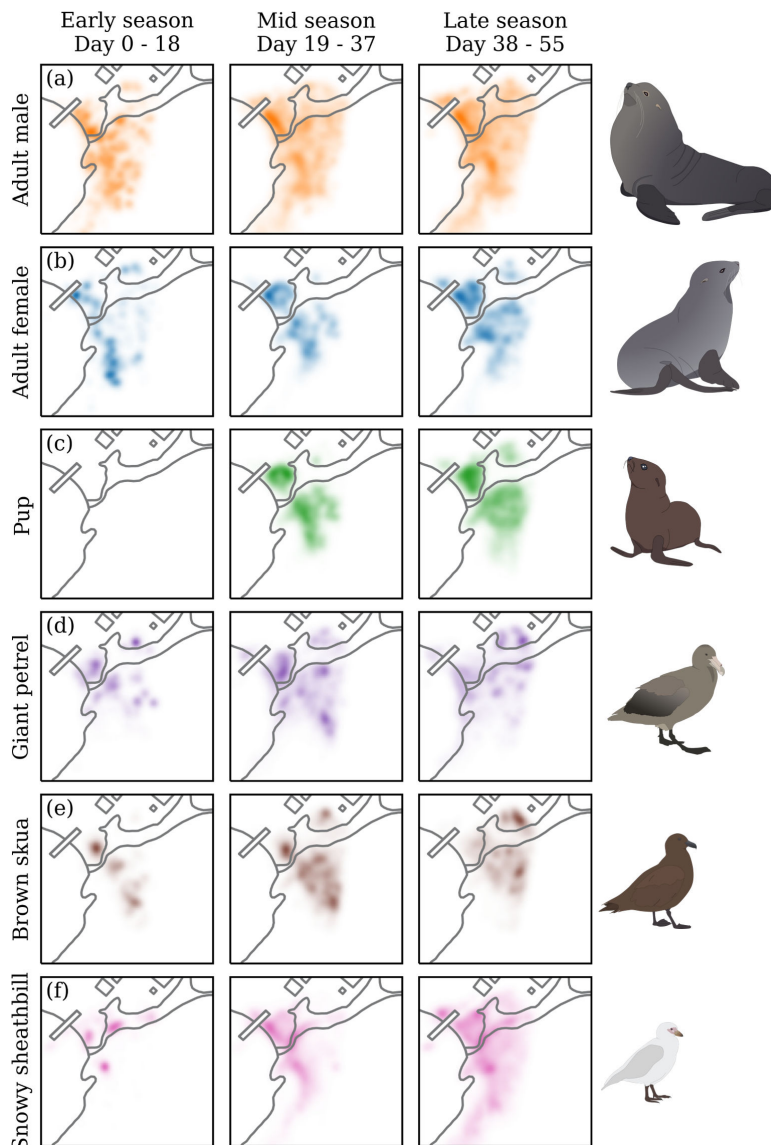 Early season
Day 0 - 18
Mid season
Day 19 - 37
Late season
Day 38 - 55
(a)
Adult male
(b)
Adult female
(c)
Pup
(d)
Giant petrel
(e)
Brown skua
(f)
Snowy sheathbill